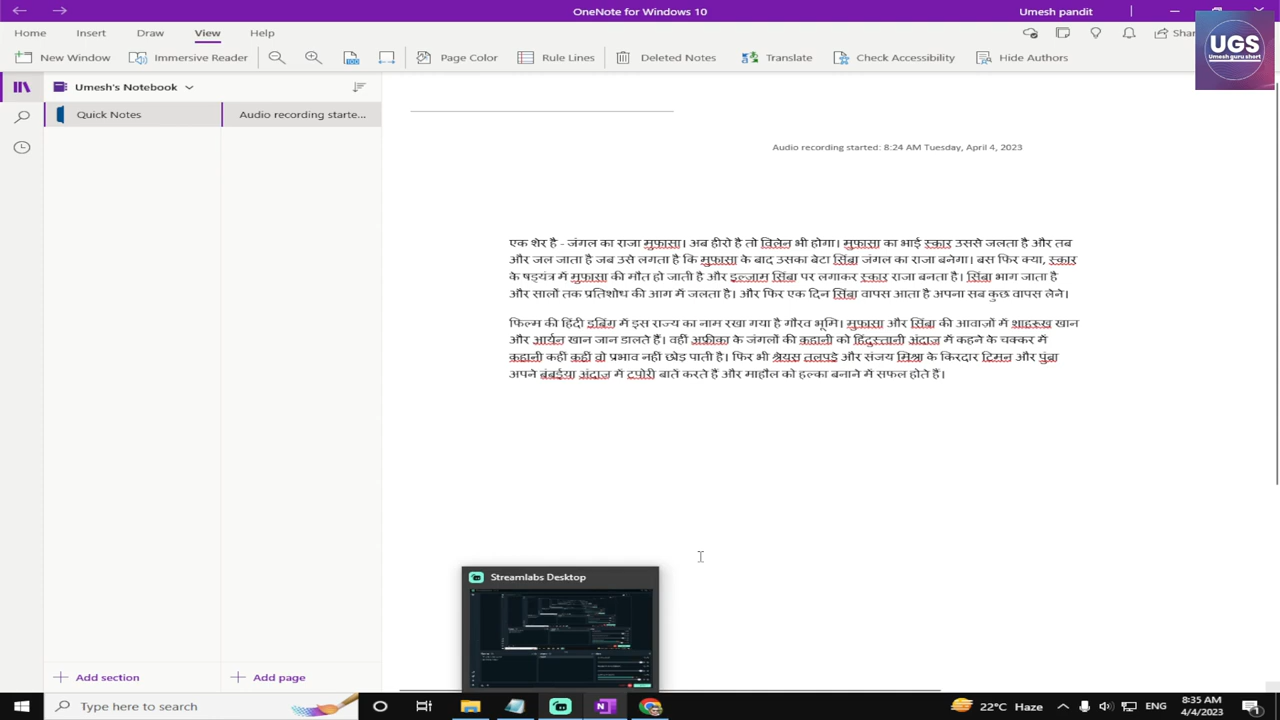 OneNote for Windows 10
Umesh pandit
Home Insert Draw View Help
Shar
New Window Immersive Reader Page Color Rule Lines Deleted Notes Translate Check Accessibility Hide Authors
UGS
Umesh guru short
Umesh's Notebook
Quick Notes
Audio recording starte...
Audio recording started: 8:24 AM Tuesday, April 4, 2023
एक शेर है - जंगल का राजा मुफासा। अब हीरो है तो विलेन भी होगा। मुफासा का भाई स्कार उससे जलता है और तब
और जल जाता है जब उसे लगता है कि मुफासा के बाद उसका बेटा सिंबा जंगल का राजा बनेगा। बस फिर क्या, स्कार
के षड्यंत्र में मुफासा की मौत हो जाती है और इल्ज़ाम सिंबा पर लगाकर स्कार राजा बनता है। सिंबा भाग जाता है
और सालों तक प्रतिशोध की आग में जलता है। और फिर एक दिन सिंबा वापस आता है अपना सब कुछ वापस लेने।
फिल्म की हिंदी डबिंग में इस राज्य का नाम रखा गया है गौरव भूमि। मुफासा और सिंबा की आवाज़ों में शाहरुख खान
और आर्यन खान जान डालते हैं। वहीं अफ्रीका के जंगलों की कहानी को हिंदुस्तानी अंदाज़ में कहने के चक्कर में
कहानी कहीं कहीं वो प्रभाव नहीं छोड़ पाती है। फिर भी श्रेयस तलपड़े और संजय मिश्रा के किरदार टिमन और पुंबा
अपने बंबईया अंदाज़ में टपोरी बातें करते हैं और माहौल को हल्का बनाने में सफल होते हैं।
Streamlabs Desktop
Add section
Add page
Type here to search
22°C Haze
ENG
8:35 AM
4/4/2023